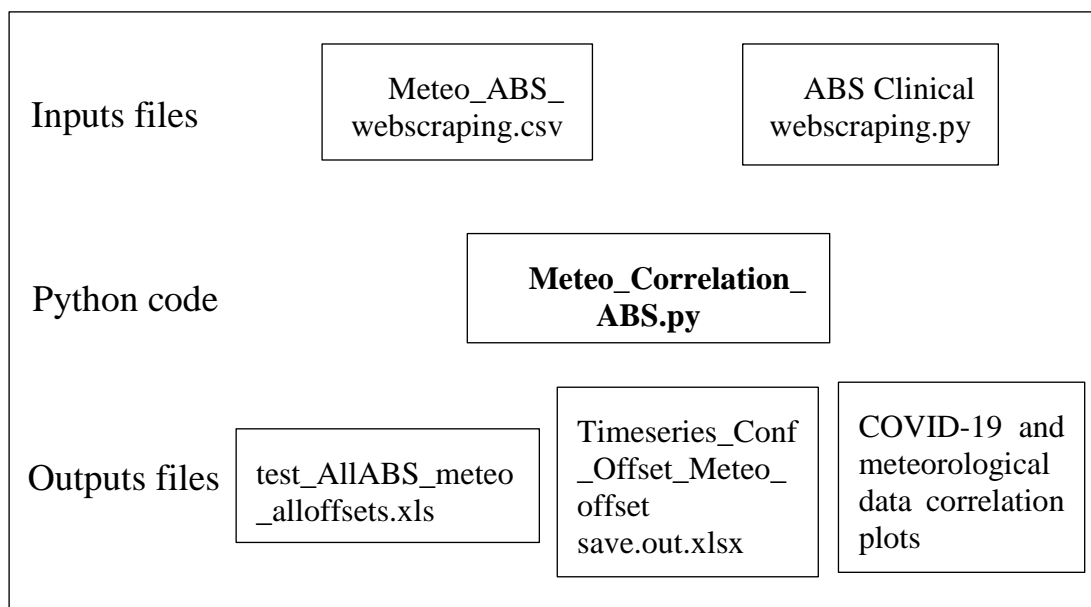 Inputs files
Meteo_ABS_
webscraping.csv
ABS Clinical
webscraping.py
Python code
Meteo_Correlation_
ABS.py
Outputs files
test_AllABS_meteo
_alloffsets.xls
Timeseries_Conf
_Offset_Meteo_
offset
save.out.xlsx
COVID-19 and
meteorological
data correlation
plots